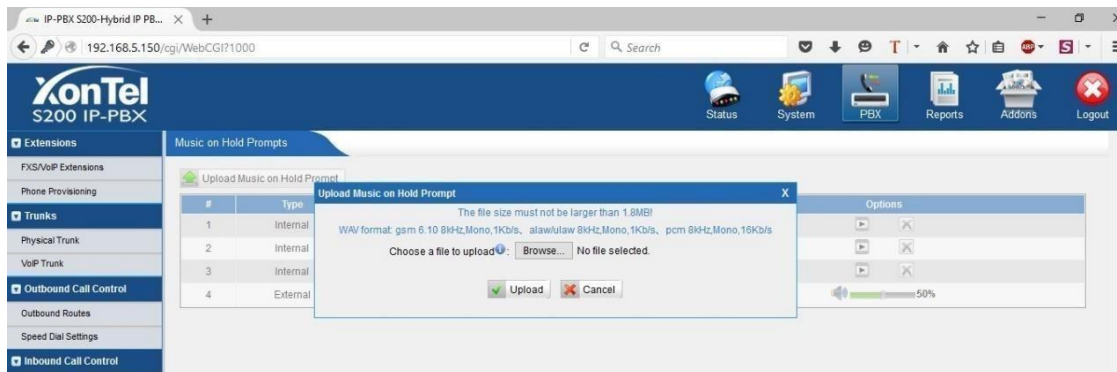 IP-PBX S200-Hybrid IP PB...
192.168.5.150/cgi/WebCGI?1000
Search
ABP
T
S
XonTel
S200 IP-PBX
Status
System
PBX
Reports
Addons
Logout
Extensions
Music on Hold Prompts
FXS/VoIP Extensions
Phone Provisioning
Trunks
Physical Trunk
VoIP Trunk
Outbound Call Control
Outbound Routes
Speed Dial Settings
Inbound Call Control
Upload Music on Hold Prompt
# Type Options
1 Internal
2 Internal
3 Internal
4 External 50%
Upload Music on Hold Prompt X
The file size must not be larger than 1.8MB!
WAV format: gsm 6.10 8kHz,Mono,1Kb/s、 alaw/ulaw 8kHz,Mono,1Kb/s、 pcm 8kHz,Mono,16Kb/s
Choose a file to upload : Browse... No file selected.
Upload Cancel